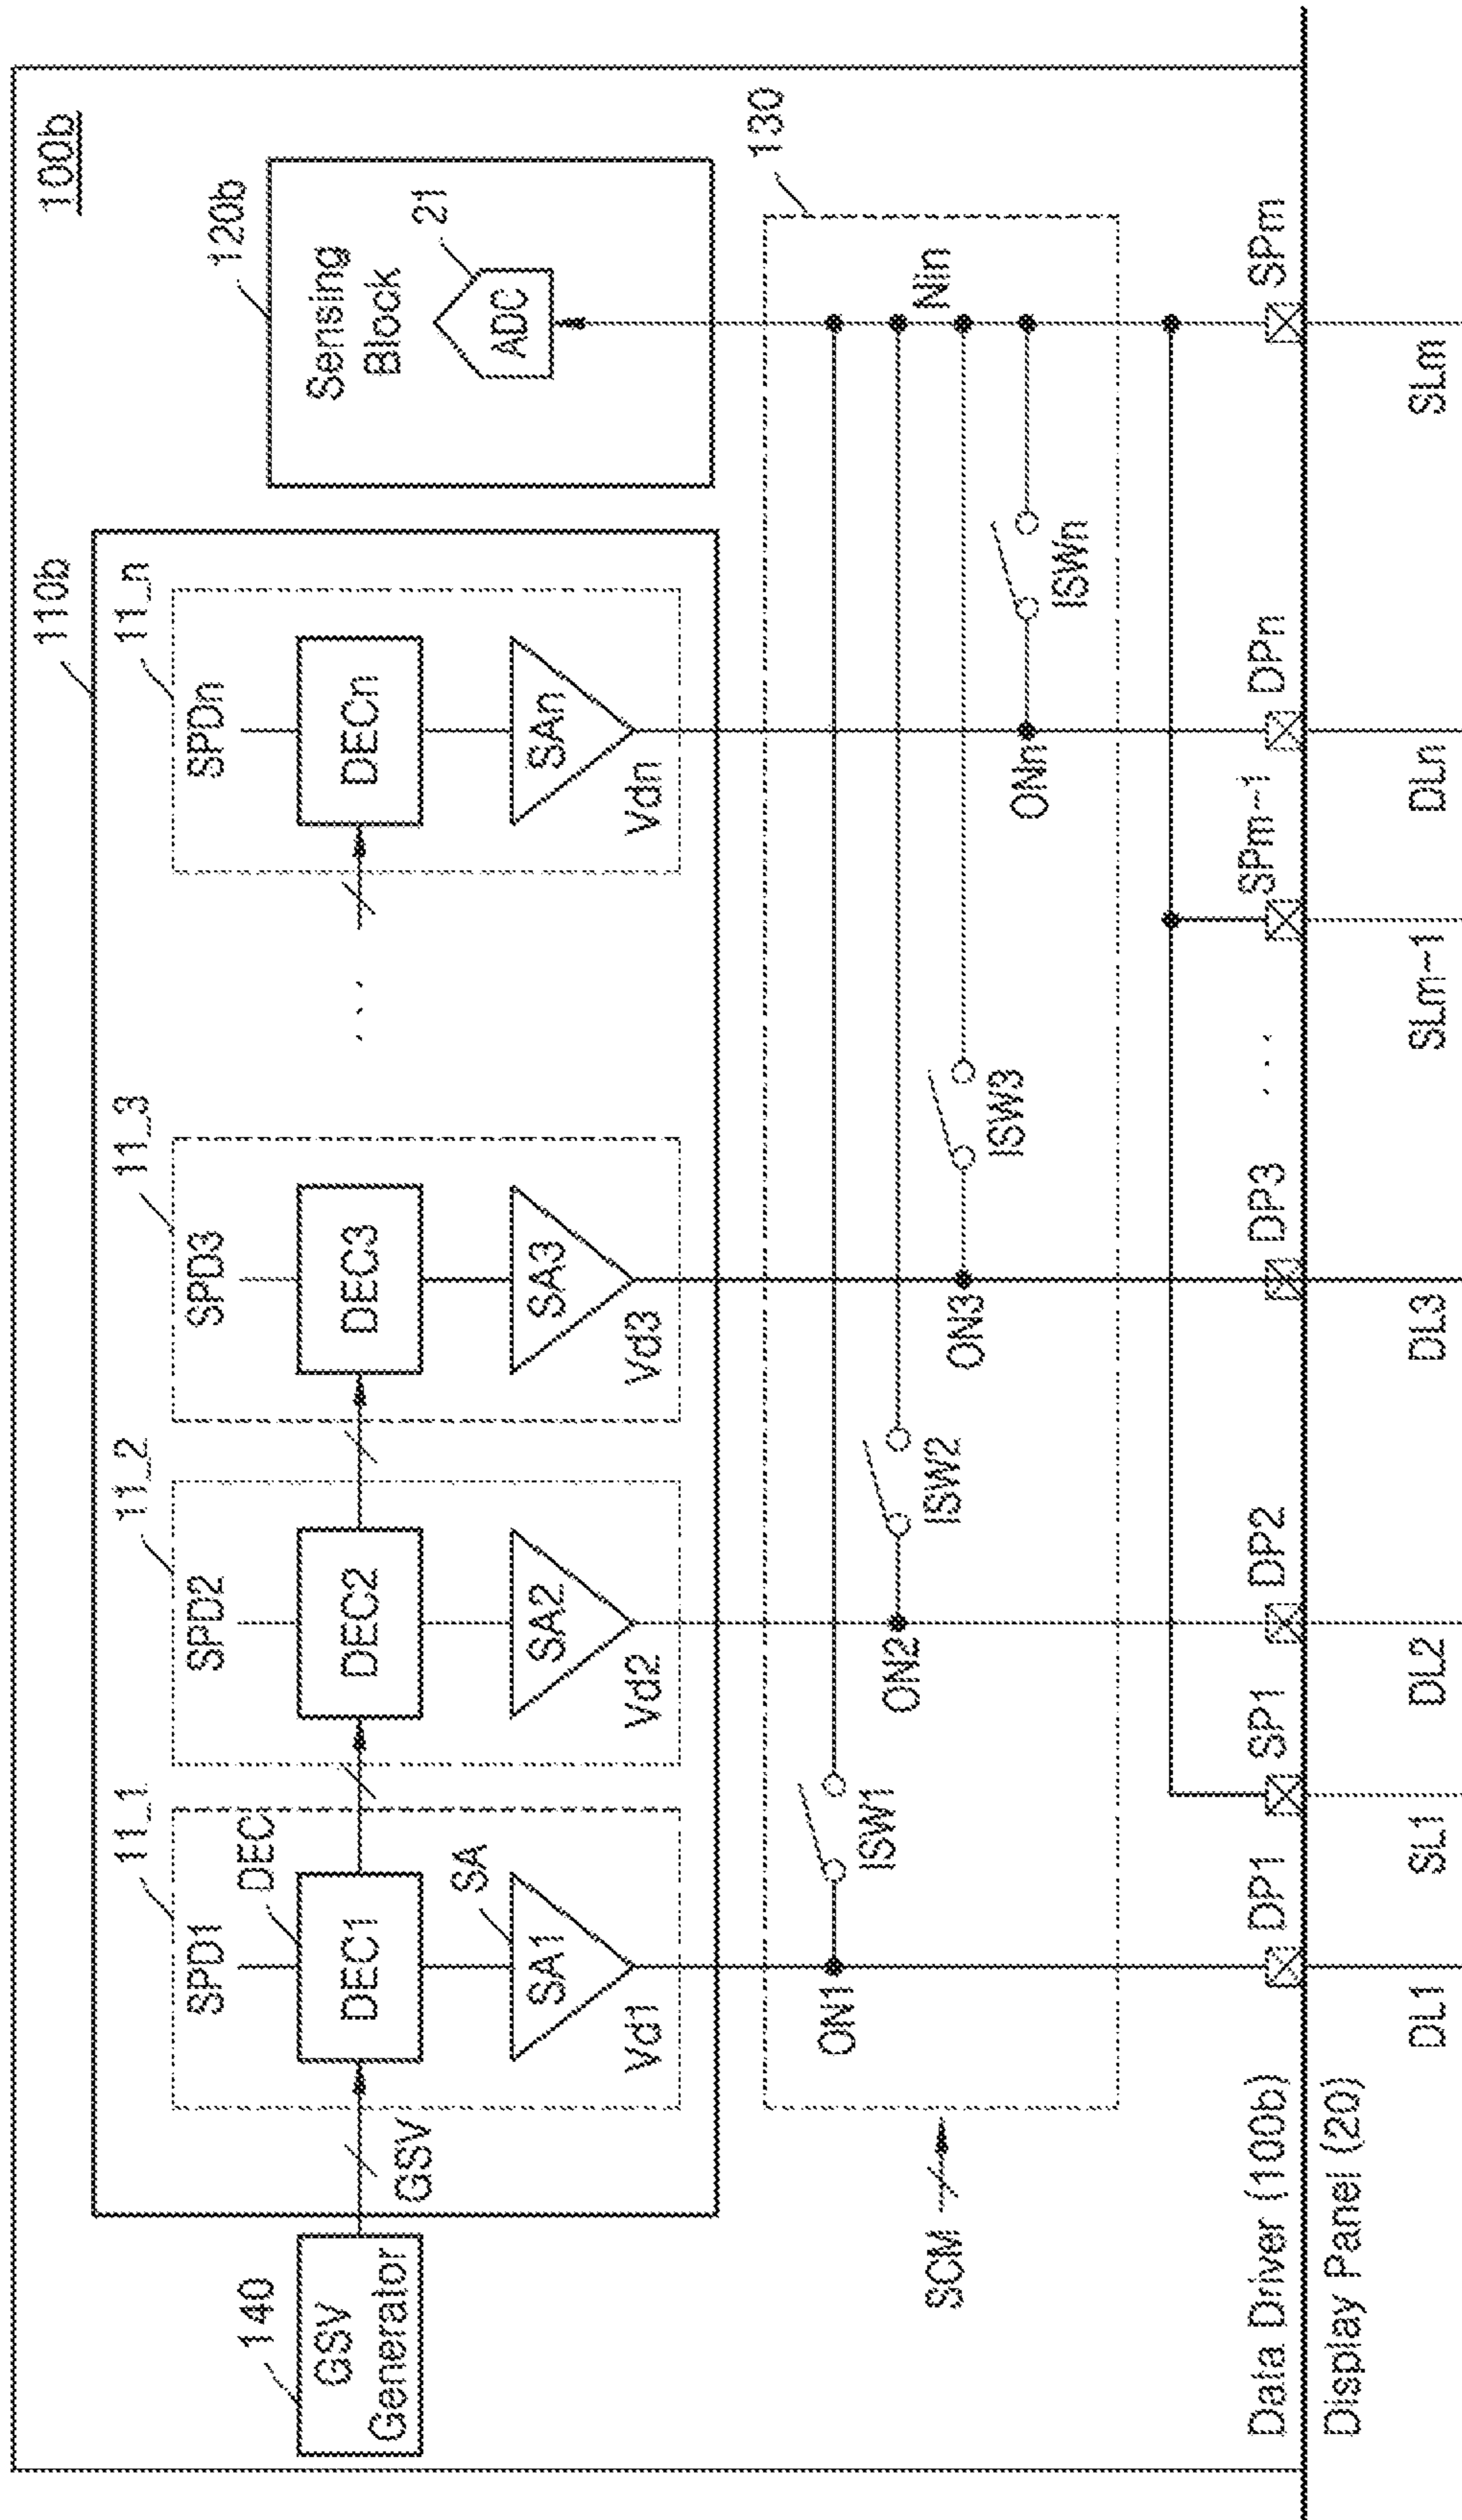 100b
110b
120b
11_1
11_2
11_3
11_n
SPD1
SPD2
SPD3
SPDn
Sensing
Block
21
140
DEC
GSV
Generator
DEC1
DEC2
DEC3
...
DECn
ADC
GSV
SA
SA1
SA2
SA3
SAn
Vd1
Vd2
Vd3
Vdn
130
ON1
ISW1
ON2
ISW2
Nin
SCM
ON3
ISW3
ONn
ISWn
Data Driver (100b)
DP1
SP1
DP2
DP3
...
SPm-1
DPn
SPm
Display Panel (20)
DL1
SL1
DL2
DL3
SLm-1
DLn
SLm